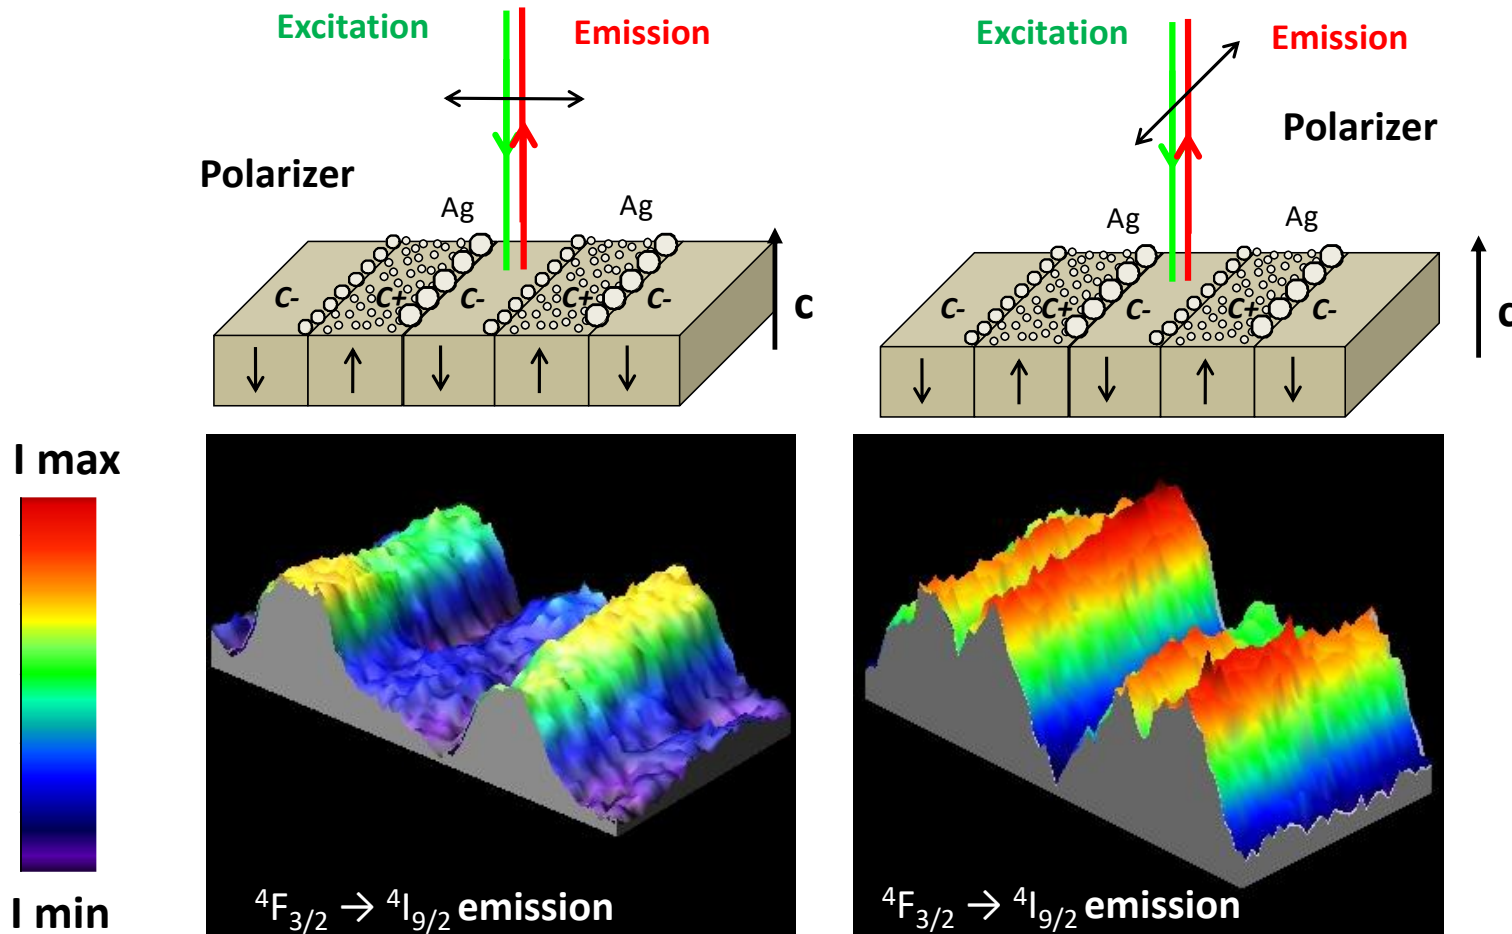 Excitation
Emission
Polarizer
Ag
Ag
C-
C+
C-
C+
C-
c
Excitation
Emission
Polarizer
Ag
Ag
C-
C+
C-
C+
C-
c
I max
I min
⁴F₃/₂ → ⁴I₉/₂ emission
⁴F₃/₂ → ⁴I₉/₂ emission